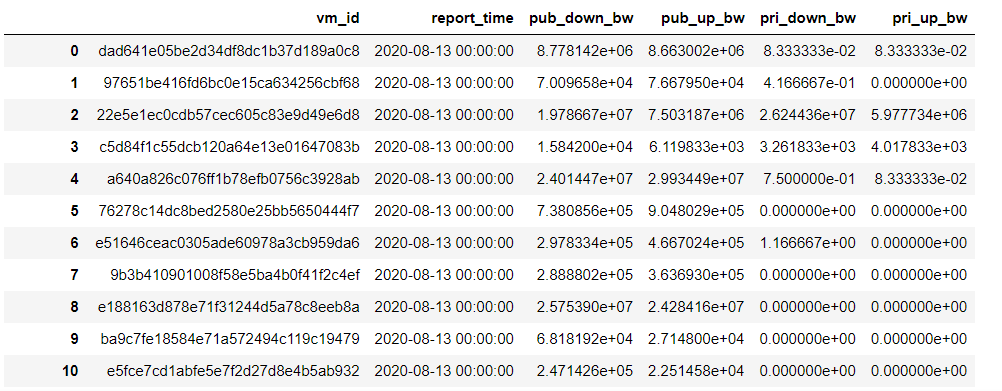 vm_id report_time pub_down_bw pub_up_bw pri_down_bw pri_up_bw
0 dad641e05be2d34df8dc1b37d189a0c8 2020-08-13 00:00:00 8.778142e+06 8.663002e+06 8.333333e-02 8.333333e-02
1 97651be416fd6bc0e15ca634256cbf68 2020-08-13 00:00:00 7.009658e+04 7.667950e+04 4.166667e-01 0.000000e+00
2 22e5e1ec0cdb57cec605c83e9d49e6d8 2020-08-13 00:00:00 1.978667e+07 7.503187e+06 2.624436e+07 5.977734e+06
3 c5d84f1c55dcb120a64e13e01647083b 2020-08-13 00:00:00 1.584200e+04 6.119833e+03 3.261833e+03 4.017833e+03
4 a640a826c076ff1b78efb0756c3928ab 2020-08-13 00:00:00 2.401447e+07 2.993449e+07 7.500000e-01 8.333333e-02
5 76278c14dc8bed2580e25bb5650444f7 2020-08-13 00:00:00 7.380856e+05 9.048029e+05 0.000000e+00 0.000000e+00
6 e51646ceac0305ade60978a3cb959da6 2020-08-13 00:00:00 2.978334e+05 4.667024e+05 1.166667e+00 0.000000e+00
7 9b3b410901008f58e5ba4b0f41f2c4ef 2020-08-13 00:00:00 2.888802e+05 3.636930e+05 0.000000e+00 0.000000e+00
8 e188163d878e71f31244d5a78c8eeb8a 2020-08-13 00:00:00 2.575390e+07 2.428416e+07 0.000000e+00 0.000000e+00
9 ba9c7fe18584e71a572494c119c19479 2020-08-13 00:00:00 6.818192e+04 2.714800e+04 0.000000e+00 0.000000e+00
10 e5fce7cd1abfe5e7f2d27d8e4b5ab932 2020-08-13 00:00:00 2.471426e+05 2.251458e+04 0.000000e+00 0.000000e+00